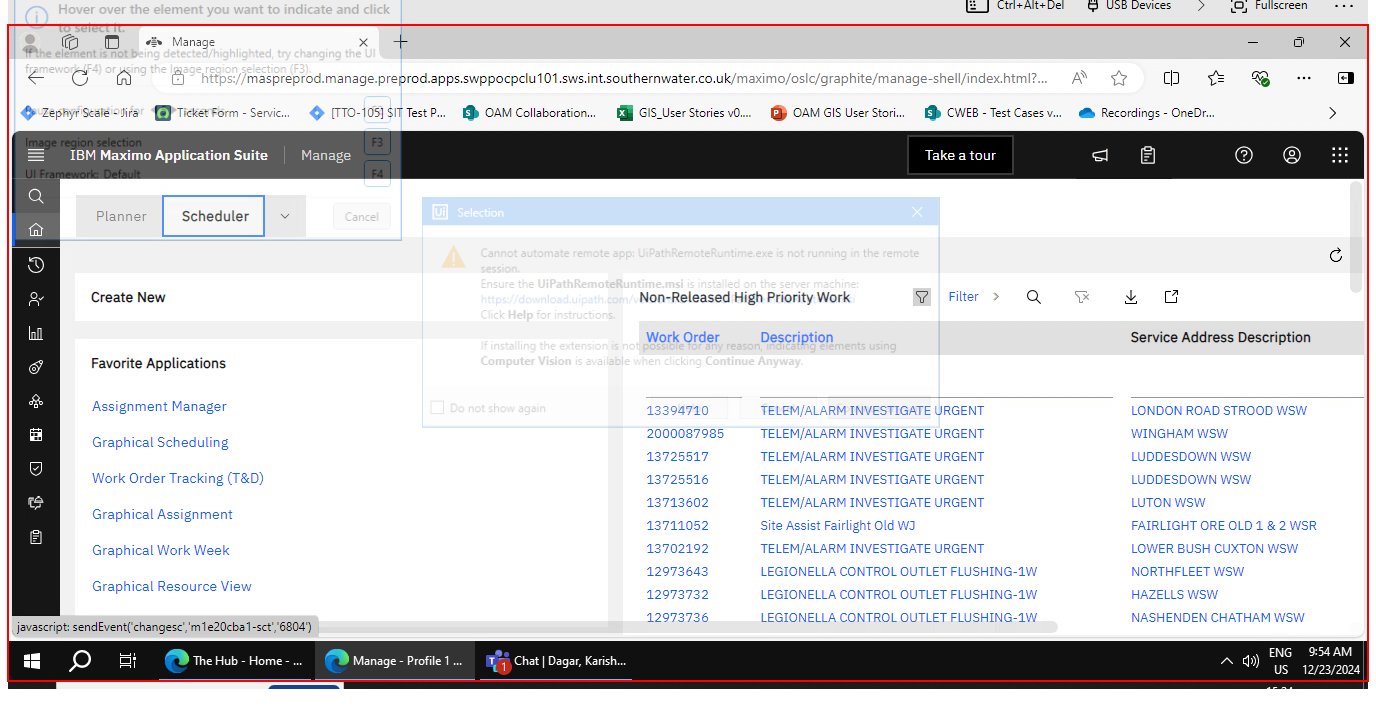 Hover over the element you want to indicate and click
to select it.
Ctrl+Alt+Del
USB Devices
Fullscreen
Manage
If the element is not being detected/highlighted, try changing the UI
framework (F4) or using the Image region selection (F3).
https://maspreprod.manage.preprod.apps.swppocpclu101.sws.int.southernwater.co.uk/maximo/oslc/graphite/manage-shell/index.html?...
Zephyr Scale - Jira
Ticket Form - Servic...
[TTO-105] SIT Test P...
OAM Collaboration...
GIS_User Stories v0....
OAM GIS User Stori...
CWEB - Test Cases v...
Recordings - OneDr...
Image region selection
F3
IBM Maximo Application Suite
Manage
Take a tour
UI Framework: Default
F4
Planner
Scheduler
Cancel
Selection
Cannot automate remote app: UiPathRemoteRuntime.exe is not running in the remote
session.
Ensure the UiPathRemoteRuntime.msi is installed on the server machine:
https://download.uipath.com/
Click Help for instructions.
If installing the extension is not possible for any reason, indicating elements using
Computer Vision is available when clicking Continue Anyway.
Do not show again
Create New
Favorite Applications
Assignment Manager
Graphical Scheduling
Work Order Tracking (T&D)
Graphical Assignment
Graphical Work Week
Graphical Resource View
Non-Released High Priority Work
Filter
Work Order Description Service Address Description
13394710 TELEM/ALARM INVESTIGATE URGENT LONDON ROAD STROOD WSW
2000087985 TELEM/ALARM INVESTIGATE URGENT WINGHAM WSW
13725517 TELEM/ALARM INVESTIGATE URGENT LUDDESDOWN WSW
13725516 TELEM/ALARM INVESTIGATE URGENT LUDDESDOWN WSW
13713602 TELEM/ALARM INVESTIGATE URGENT LUTON WSW
13711052 Site Assist Fairlight Old WJ FAIRLIGHT ORE OLD 1 & 2 WSR
13702192 TELEM/ALARM INVESTIGATE URGENT LOWER BUSH CUXTON WSW
12973643 LEGIONELLA CONTROL OUTLET FLUSHING-1W NORTHFLEET WSW
12973732 LEGIONELLA CONTROL OUTLET FLUSHING-1W HAZELLS WSW
12973736 LEGIONELLA CONTROL OUTLET FLUSHING-1W NASHENDEN CHATHAM WSW
javascript: sendEvent('changesc','m1e20cba1-sct','6804')
The Hub - Home - ...
Manage - Profile 1 ...
1
Chat | Dagar, Karish...
ENG
US
9:54 AM
12/23/2024